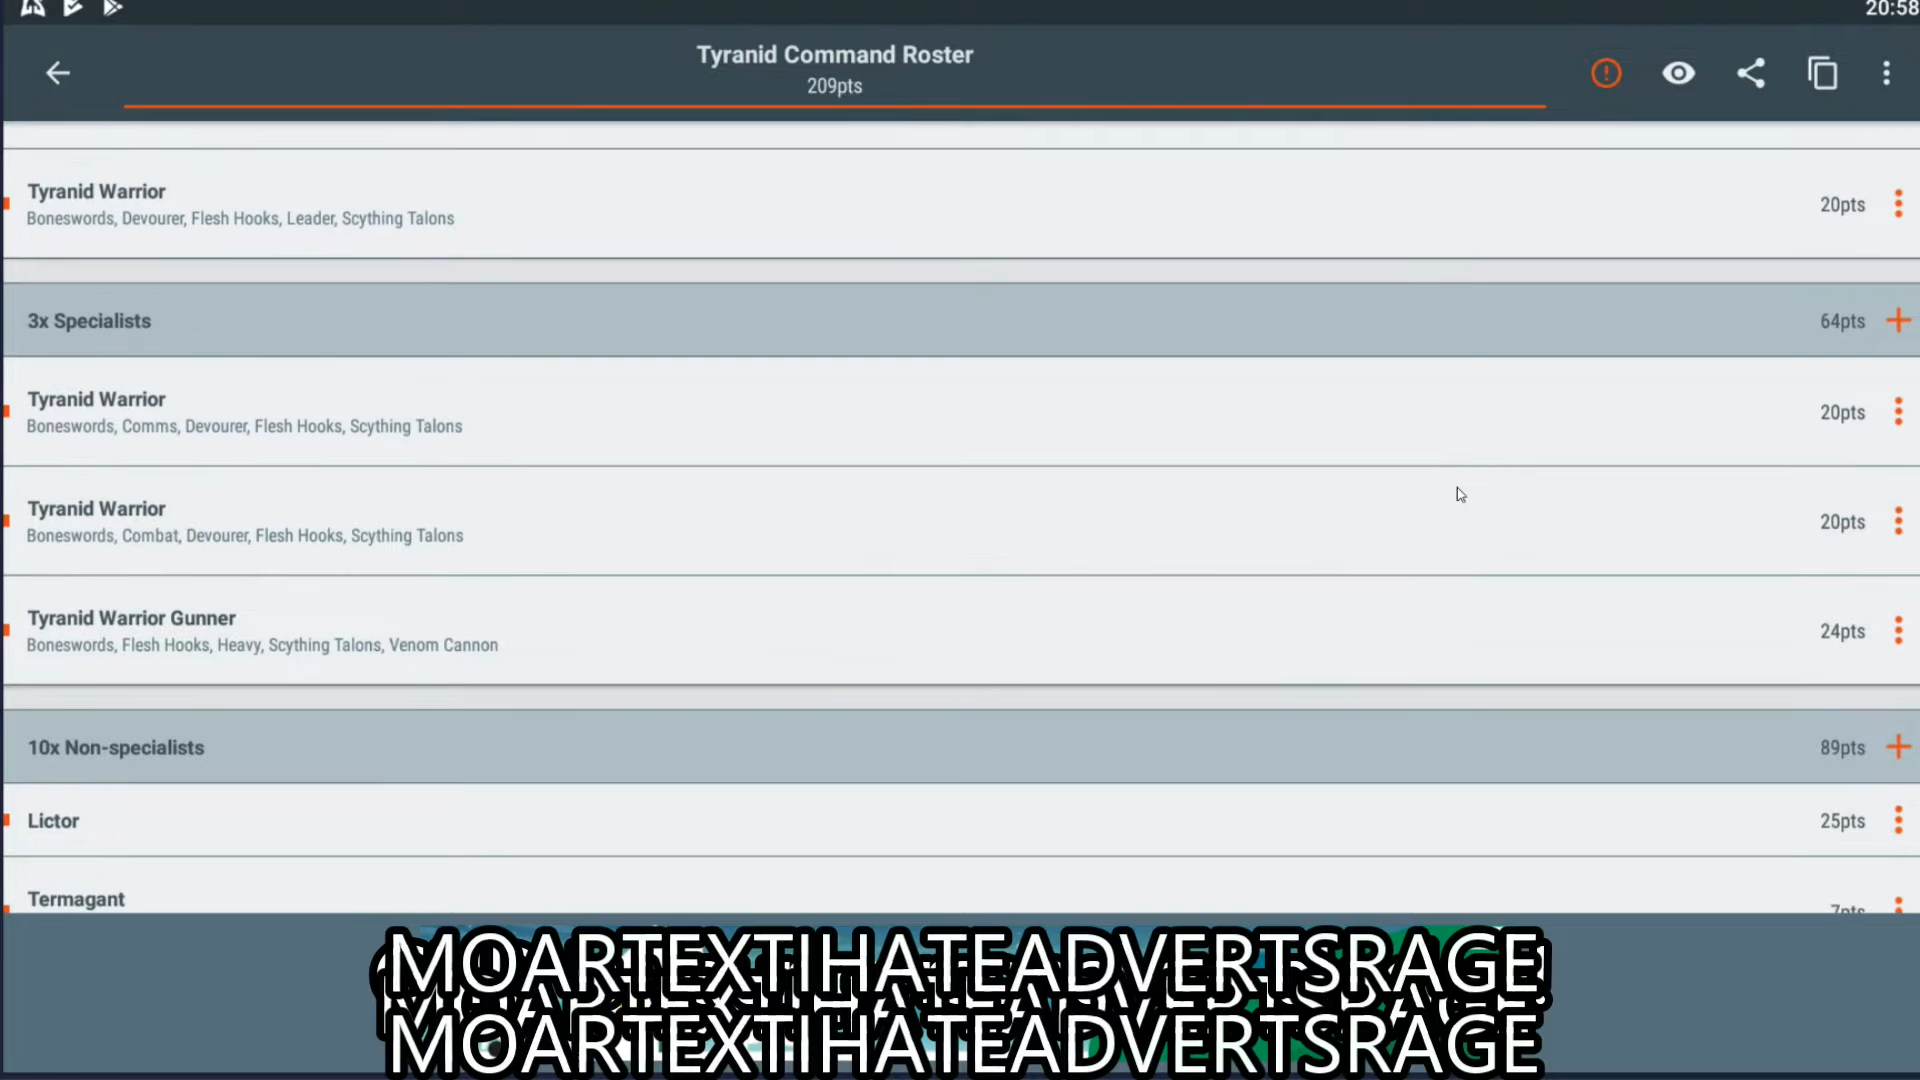 20:58
Tyranid Command Roster
209pts
Tyranid Warrior
Boneswords, Devourer, Flesh Hooks, Leader, Scything Talons
20pts
3x Specialists
64pts
Tyranid Warrior
Boneswords, Comms, Devourer, Flesh Hooks, Scything Talons
20pts
Tyranid Warrior
Boneswords, Combat, Devourer, Flesh Hooks, Scything Talons
20pts
Tyranid Warrior Gunner
Boneswords, Flesh Hooks, Heavy, Scything Talons, Venom Cannon
24pts
10x Non-specialists
89pts
Lictor
25pts
Termagant
7pts
MOARTEXTIHATEADVERTSRAGE
MOARTEXTIHATEADVERTSRAGE